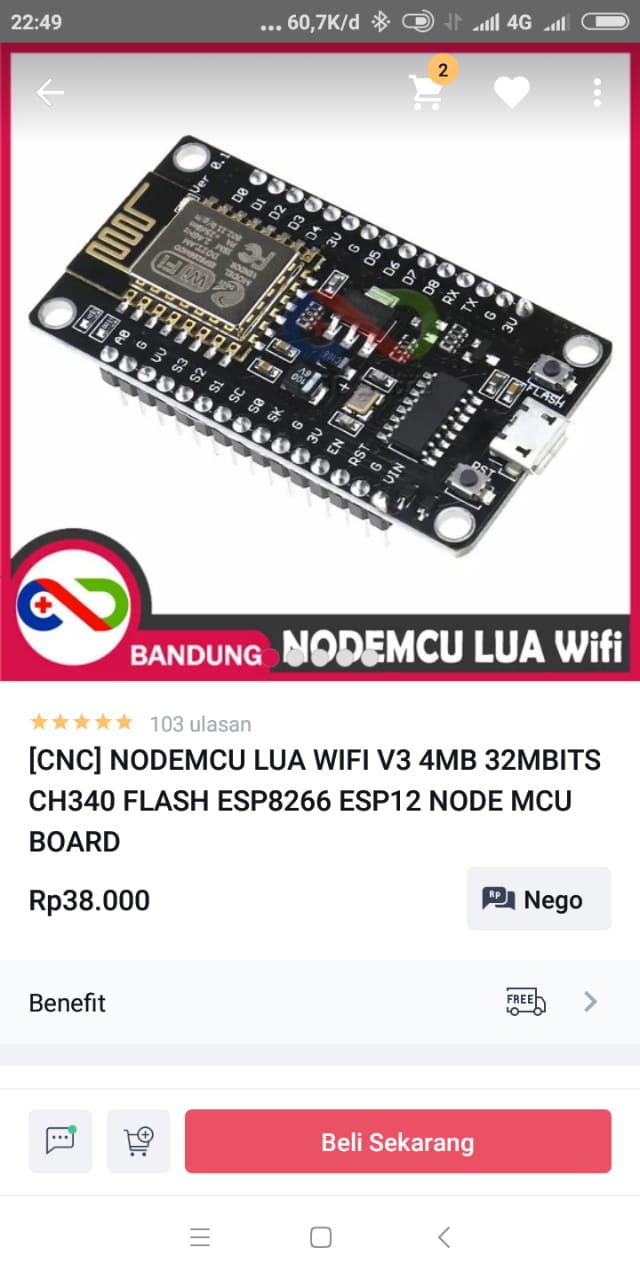 22:49
... 60,7K/d
4G
2
Ver 0.1
D0
D1
D2
D3
D4
3V
G
D5
D6
D7
D8
RX
TX
G
3V
WiFi
FCC
FLASH
RST
A0
G
VU
S3
S2
S1
SC
S0
SK
G
3V
EN
RST
G
VIN
BANDUNG
NODEMCU LUA Wifi
103 ulasan
[CNC] NODEMCU LUA WIFI V3 4MB 32MBITS
CH340 FLASH ESP8266 ESP12 NODE MCU
BOARD
Rp38.000
Rp
Nego
Benefit
FREE
Beli Sekarang